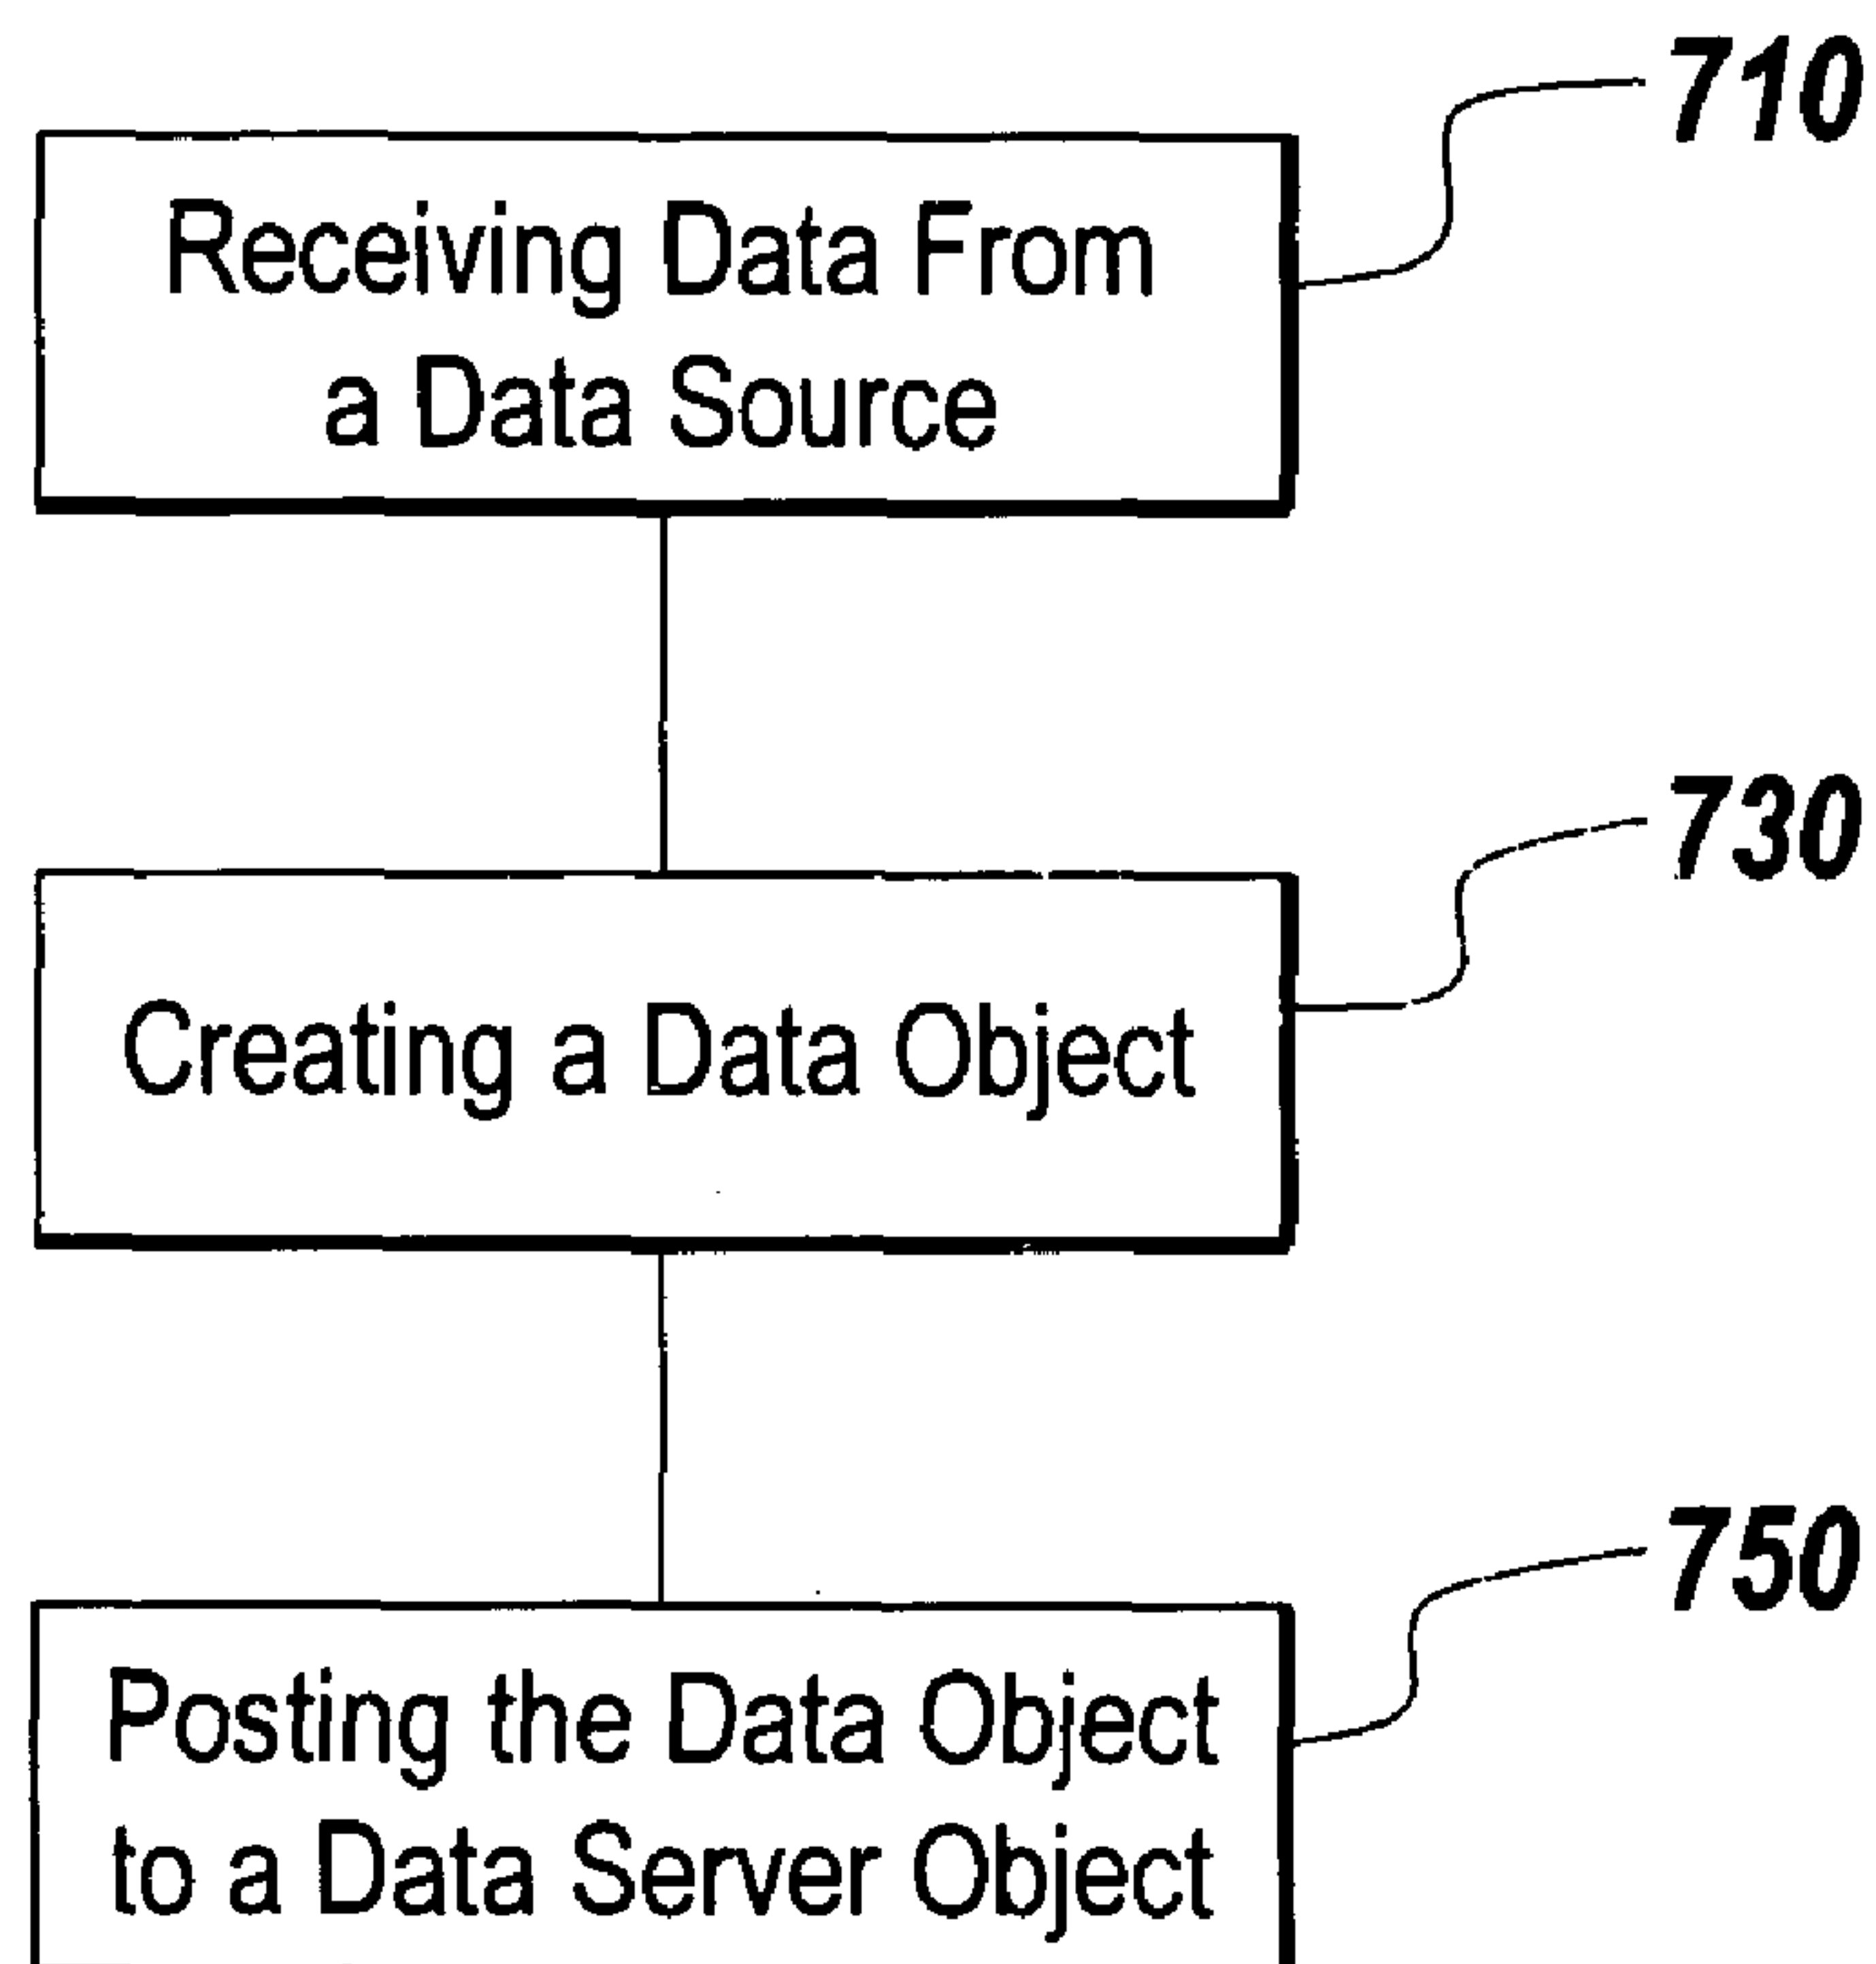 710
Receiving Data From
a Data Source
730
Creating a Data Object
750
Posting the Data Object
to a Data Server Object